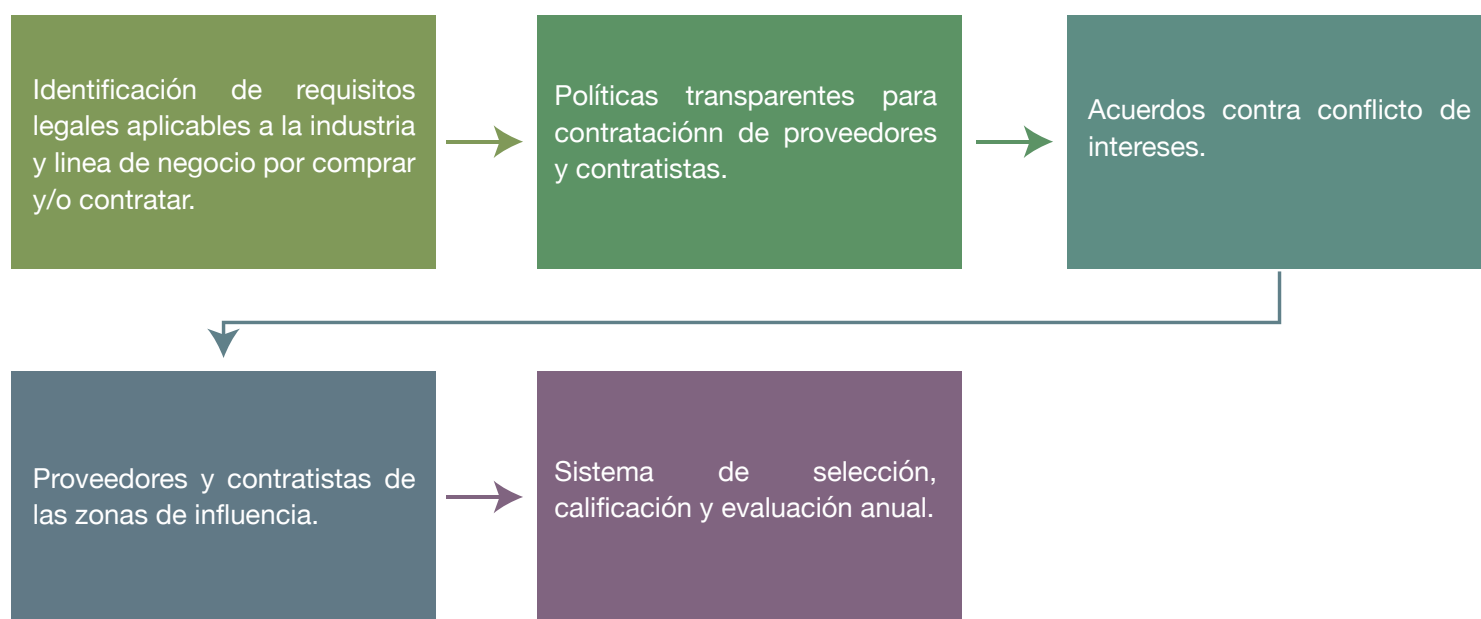 Identificación de requisitos
legales aplicables a la industria
y linea de negocio por comprar
y/o contratar.
Políticas transparentes para
contrataciónn de proveedores
y contratistas.
Acuerdos contra conflicto de
intereses.
Proveedores y contratistas de
las zonas de influencia.
Sistema de selección,
calificación y evaluación anual.